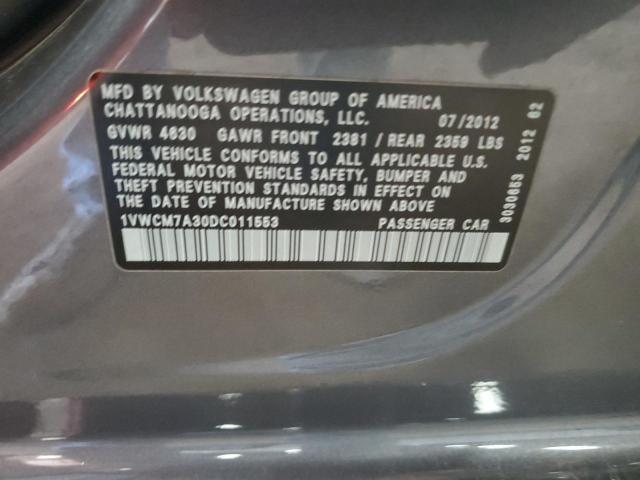 MFD BY VOLKSWAGEN GROUP OF AMERICA
CHATTANOOGA OPERATIONS, LLC. 07/2012
GVWR 4630 GAWR FRONT 2381 / REAR 2359 LBS
THIS VEHICLE CONFORMS TO ALL APPLICABLE U.S.
FEDERAL MOTOR VEHICLE SAFETY, BUMPER AND
THEFT PREVENTION STANDARDS IN EFFECT ON
THE DATE OF MANUFACTURE SHOWN ABOVE
1VWCM7A30DC011553 PASSENGER CAR
3030653 2012 62